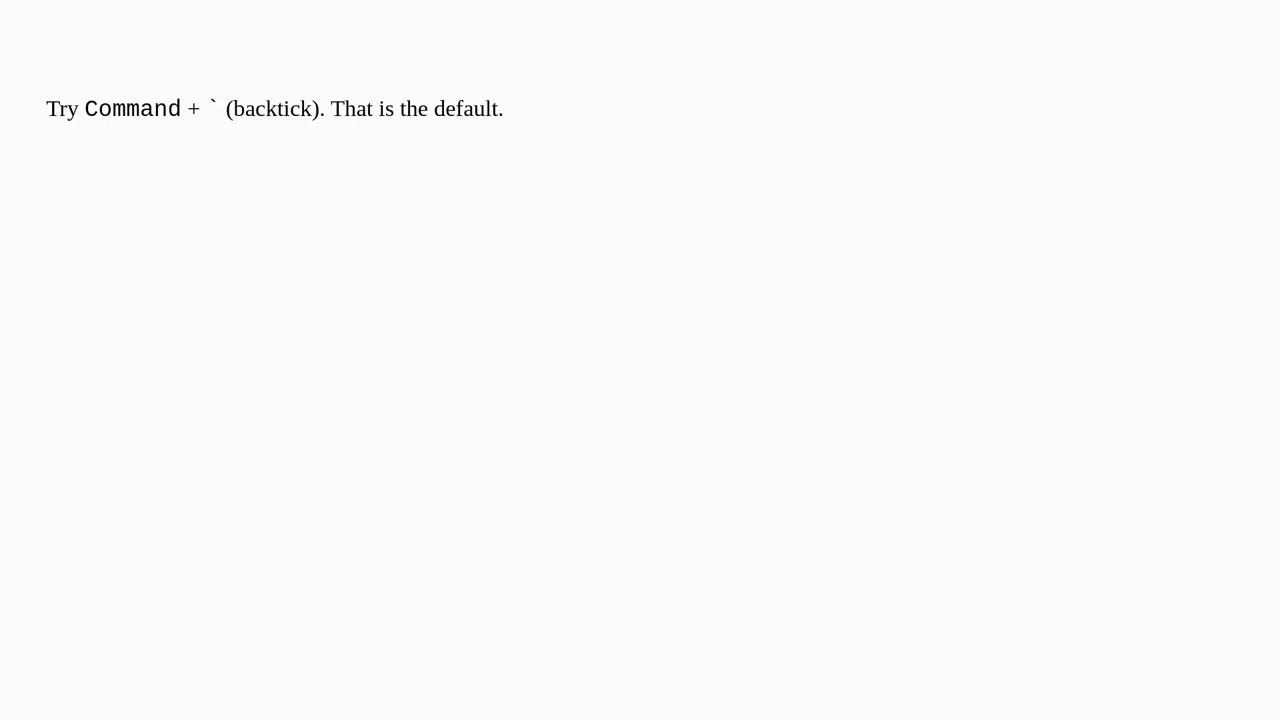 Try Command + ` (backtick). That is the default.